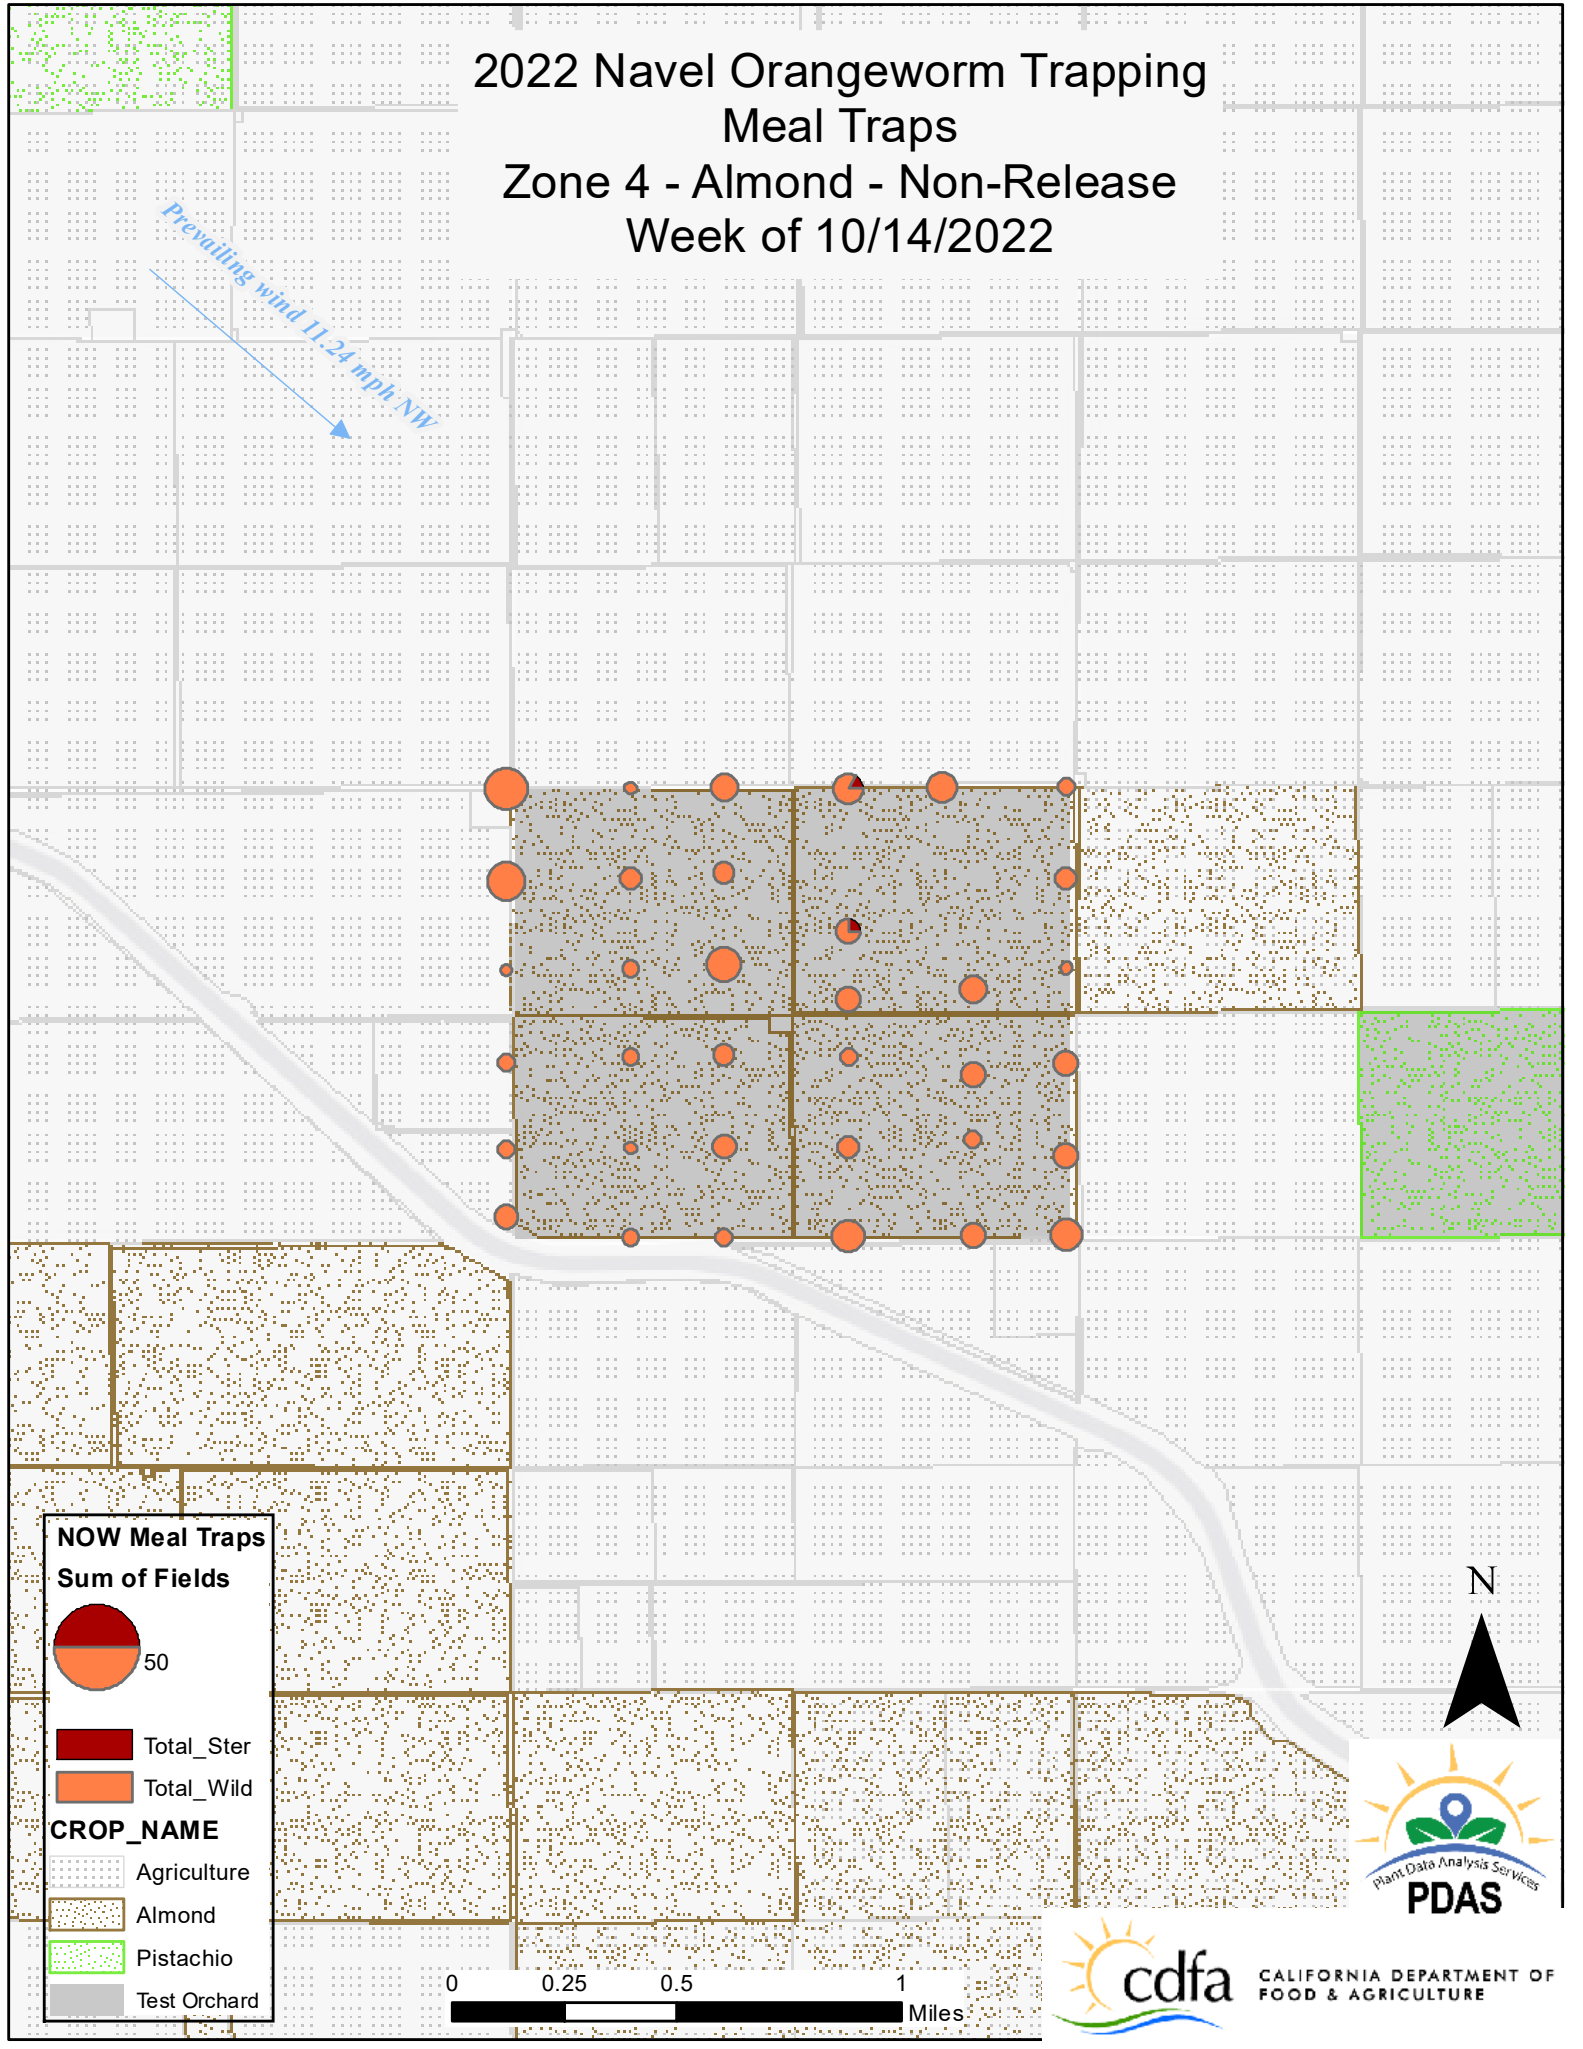 2022 Navel Orangeworm Trapping
Meal Traps
Zone 4 - Almond - Non-Release
Week of 10/14/2022
Prevailing wind 11.24 mph NW
NOW Meal Traps
Sum of Fields
50
Total_Ster
Total_Wild
CROP_NAME
Agriculture
Almond
Pistachio
Test Orchard
0 0.25 0.5 1
Miles
N
Plant Data Analysis Services
PDAS
cdfa
CALIFORNIA DEPARTMENT OF
FOOD & AGRICULTURE